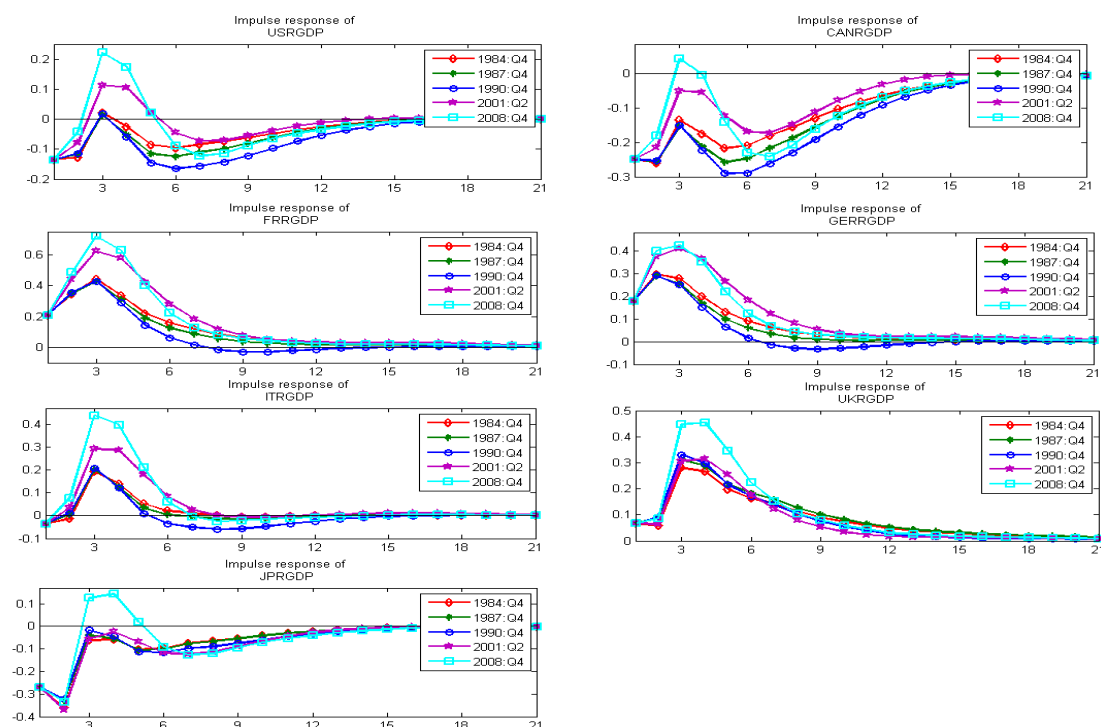 Impulse response of
USRGDP
0.2
0.1
0
-0.1
-0.2
3 6 9 12 15 18 21
1984:Q4
1987:Q4
1990:Q4
2001:Q2
2008:Q4
Impulse response of
CANRGDP
0
-0.1
-0.2
-0.3
3 6 9 12 15 18 21
1984:Q4
1987:Q4
1990:Q4
2001:Q2
2008:Q4
Impulse response of
FRRGDP
0.6
0.4
0.2
0
-0.1
3 6 9 12 15 18 21
1984:Q4
1987:Q4
1990:Q4
2001:Q2
2008:Q4
Impulse response of
GERRGDP
0.4
0.3
0.2
0.1
0
-0.1
3 6 9 12 15 18 21
1984:Q4
1987:Q4
1990:Q4
2001:Q2
2008:Q4
Impulse response of
ITRGDP
0.4
0.3
0.2
0.1
0
-0.1
3 6 9 12 15 18 21
1984:Q4
1987:Q4
1990:Q4
2001:Q2
2008:Q4
Impulse response of
UKRGDP
0.5
0.4
0.3
0.2
0.1
0
3 6 9 12 15 18 21
1984:Q4
1987:Q4
1990:Q4
2001:Q2
2008:Q4
Impulse response of
JPRGDP
0.1
0
-0.1
-0.2
-0.3
-0.4
3 6 9 12 15 18 21
1984:Q4
1987:Q4
1990:Q4
2001:Q2
2008:Q4